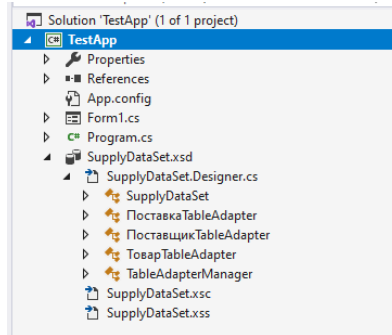 Solution 'TestApp' (1 of 1 project)
C# TestApp
Properties
References
App.config
Form1.cs
C# Program.cs
SupplyDataSet.xsd
SupplyDataSet.Designer.cs
SupplyDataSet
ПоставкаTableAdapter
ПоставщикTableAdapter
ТоварTableAdapter
TableAdapterManager
SupplyDataSet.xsc
SupplyDataSet.xss